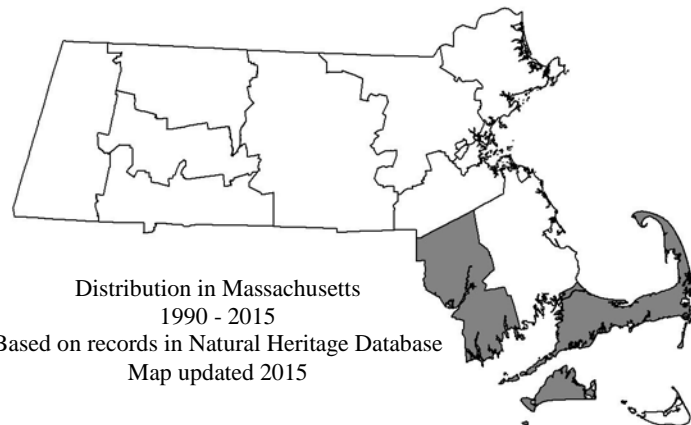 Distribution in Massachusetts
1990 - 2015
Based on records in Natural Heritage Database
Map updated 2015